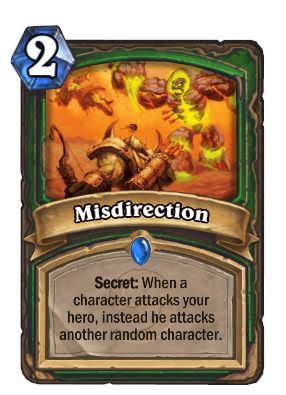 2
Misdirection
Secret: When a
character attacks your
hero, instead he attacks
another random character.